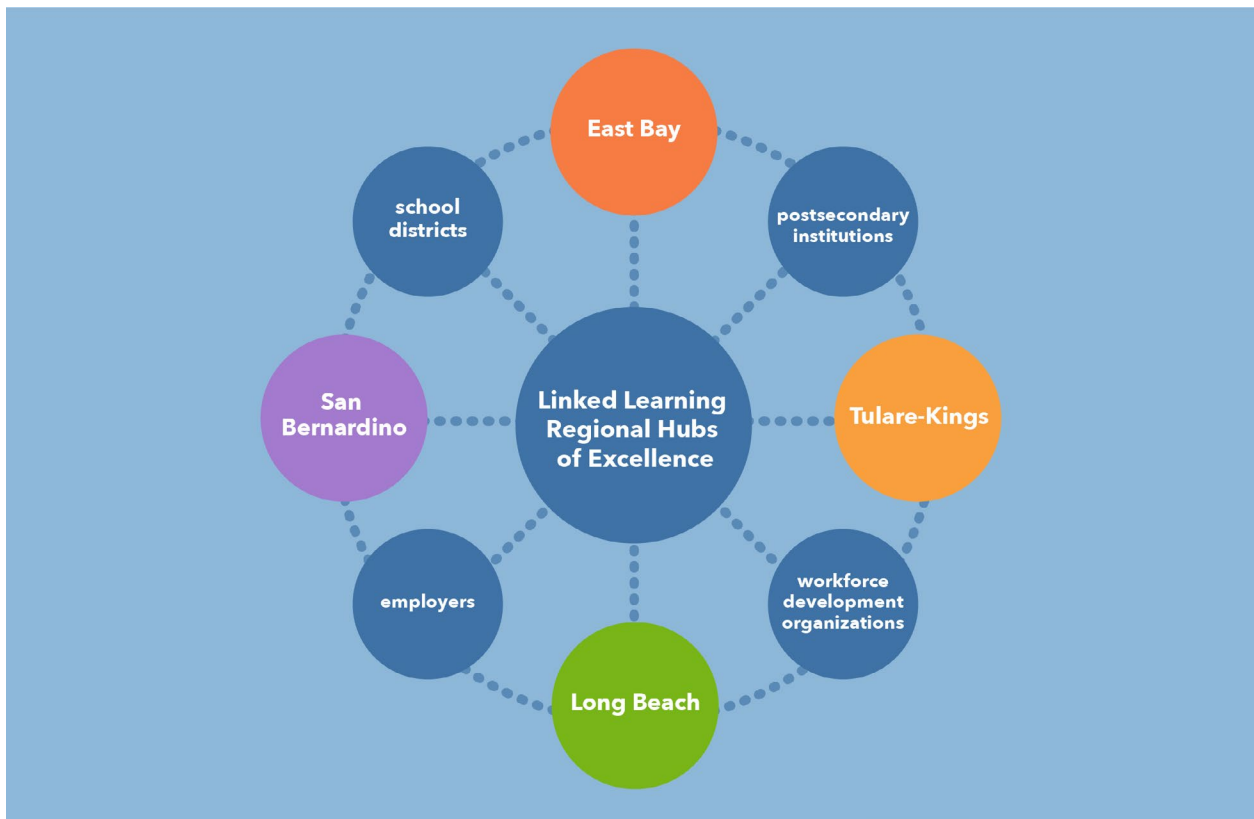 East Bay
school
districts
postsecondary
institutions
San
Bernardino
Linked Learning
Regional Hubs
of Excellence
Tulare-Kings
employers
workforce
development
organizations
Long Beach